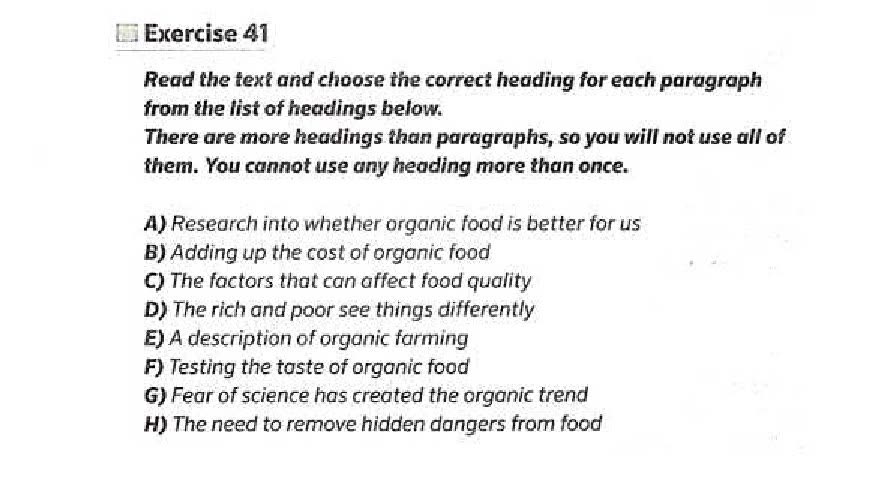 Exercise 41
Read the text and choose the correct heading for each paragraph
from the list of headings below.
There are more headings than paragraphs, so you will not use all of
them. You cannot use any heading more than once.
A) Research into whether organic food is better for us
B) Adding up the cost of organic food
C) The factors that can affect food quality
D) The rich and poor see things differently
E) A description of organic farming
F) Testing the taste of organic food
G) Fear of science has created the organic trend
H) The need to remove hidden dangers from food